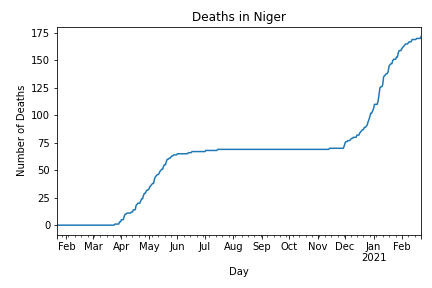 Deaths in Niger
175
150
125
100
75
50
25
0
Number of Deaths
Feb Mar Apr May Jun Jul Aug Sep Oct Nov Dec Jan Feb
2021
Day